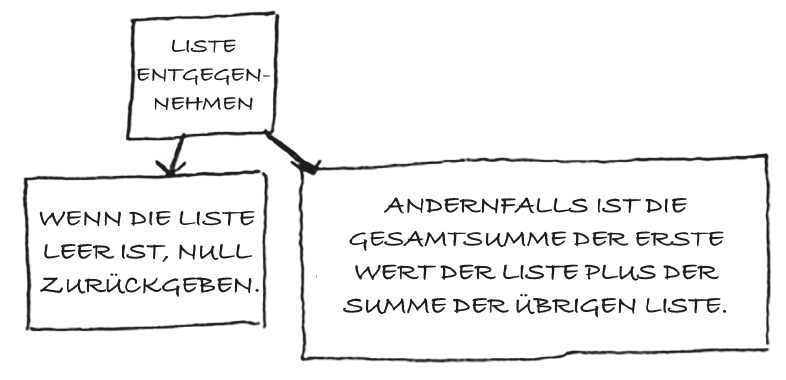 LISTE
ENTGEGEN-
NEHMEN
WENN DIE LISTE
LEER IST, NULL
ZURÜCKGEBEN.
ANDERNFALLS IST DIE
GESAMTSUMME DER ERSTE
WERT DER LISTE PLUS DER
SUMME DER ÜBRIGEN LISTE.